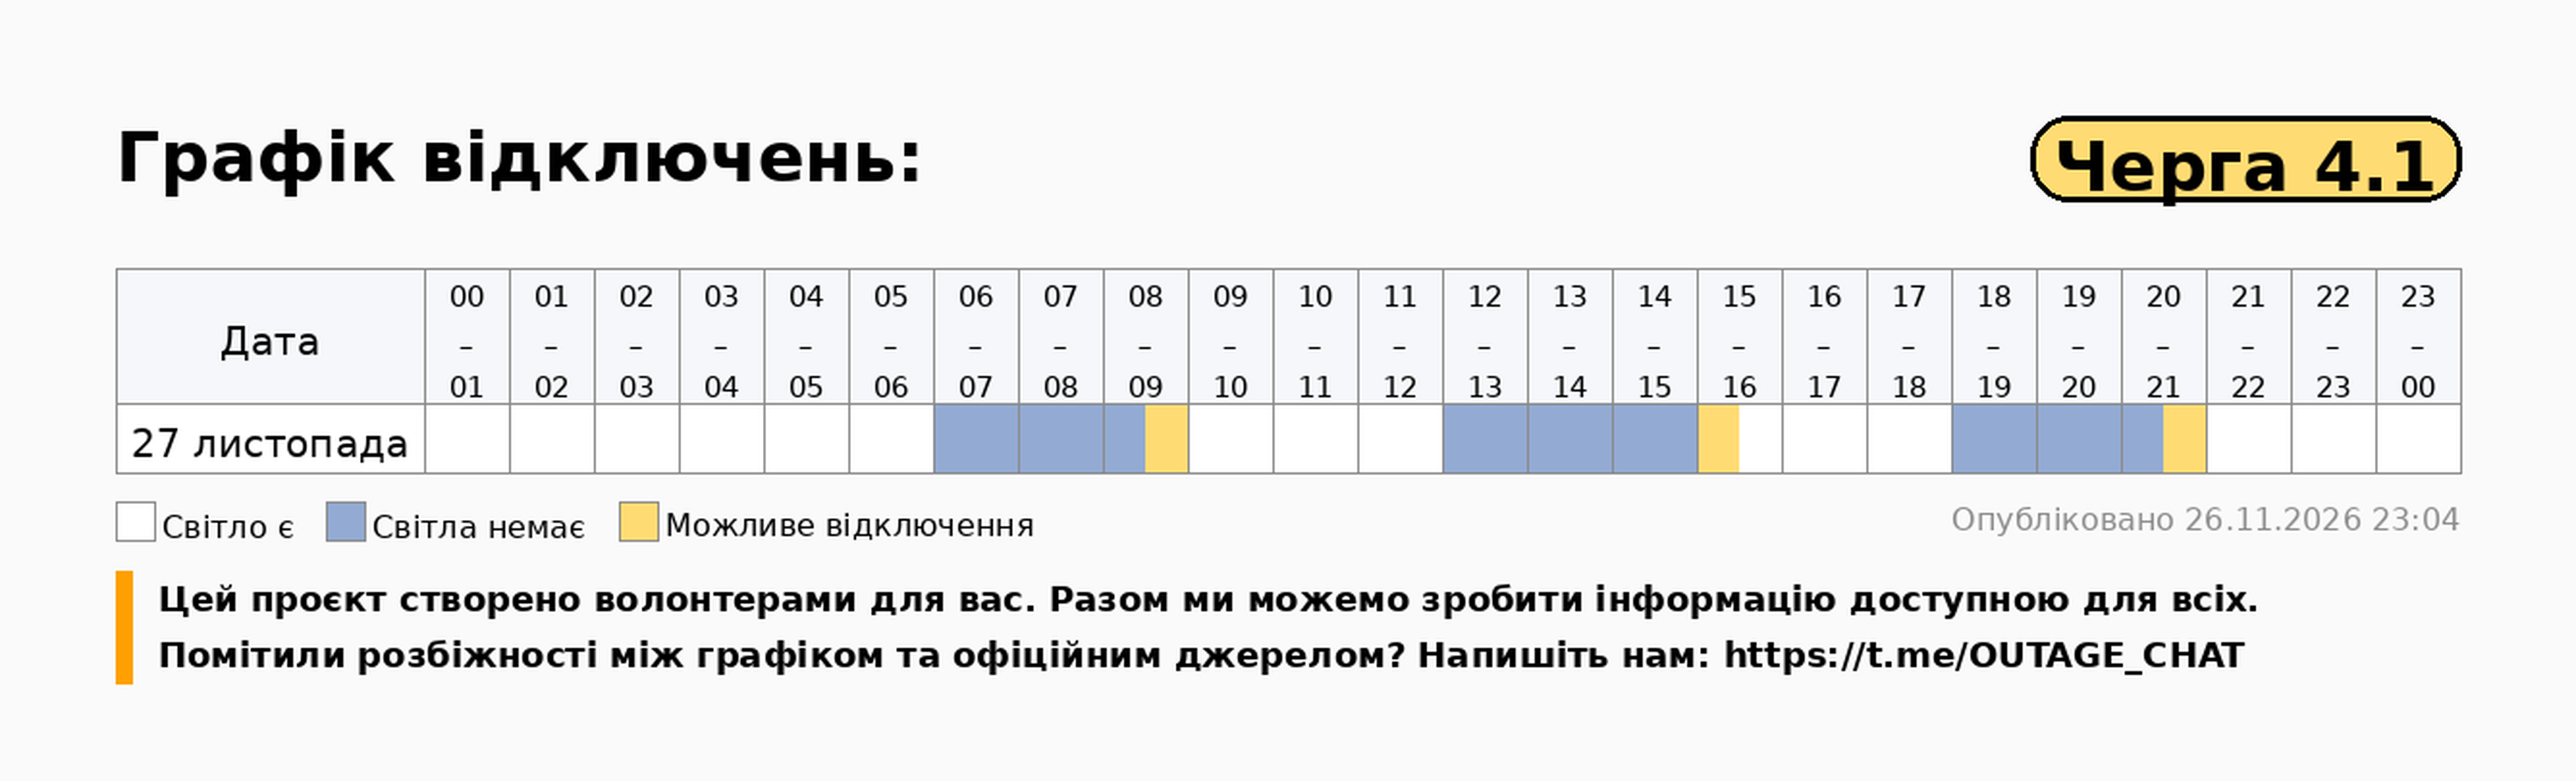 Графік відключень:
Черга 4.1
Дата 00 – 01 01 – 02 02 – 03 03 – 04 04 – 05 05 – 06 06 – 07 07 – 08 08 – 09 09 – 10 10 – 11 11 – 12 12 – 13 13 – 14 14 – 15 15 – 16 16 – 17 17 – 18 18 – 19 19 – 20 20 – 21 21 – 22 22 – 23 23 – 00
27 листопада
Світло є Світла немає Можливе відключення
Опубліковано 26.11.2026 23:04
Цей проєкт створено волонтерами для вас. Разом ми можемо зробити інформацію доступною для всіх.
Помітили розбіжності між графіком та офіційним джерелом? Напишіть нам: https://t.me/OUTAGE_CHAT